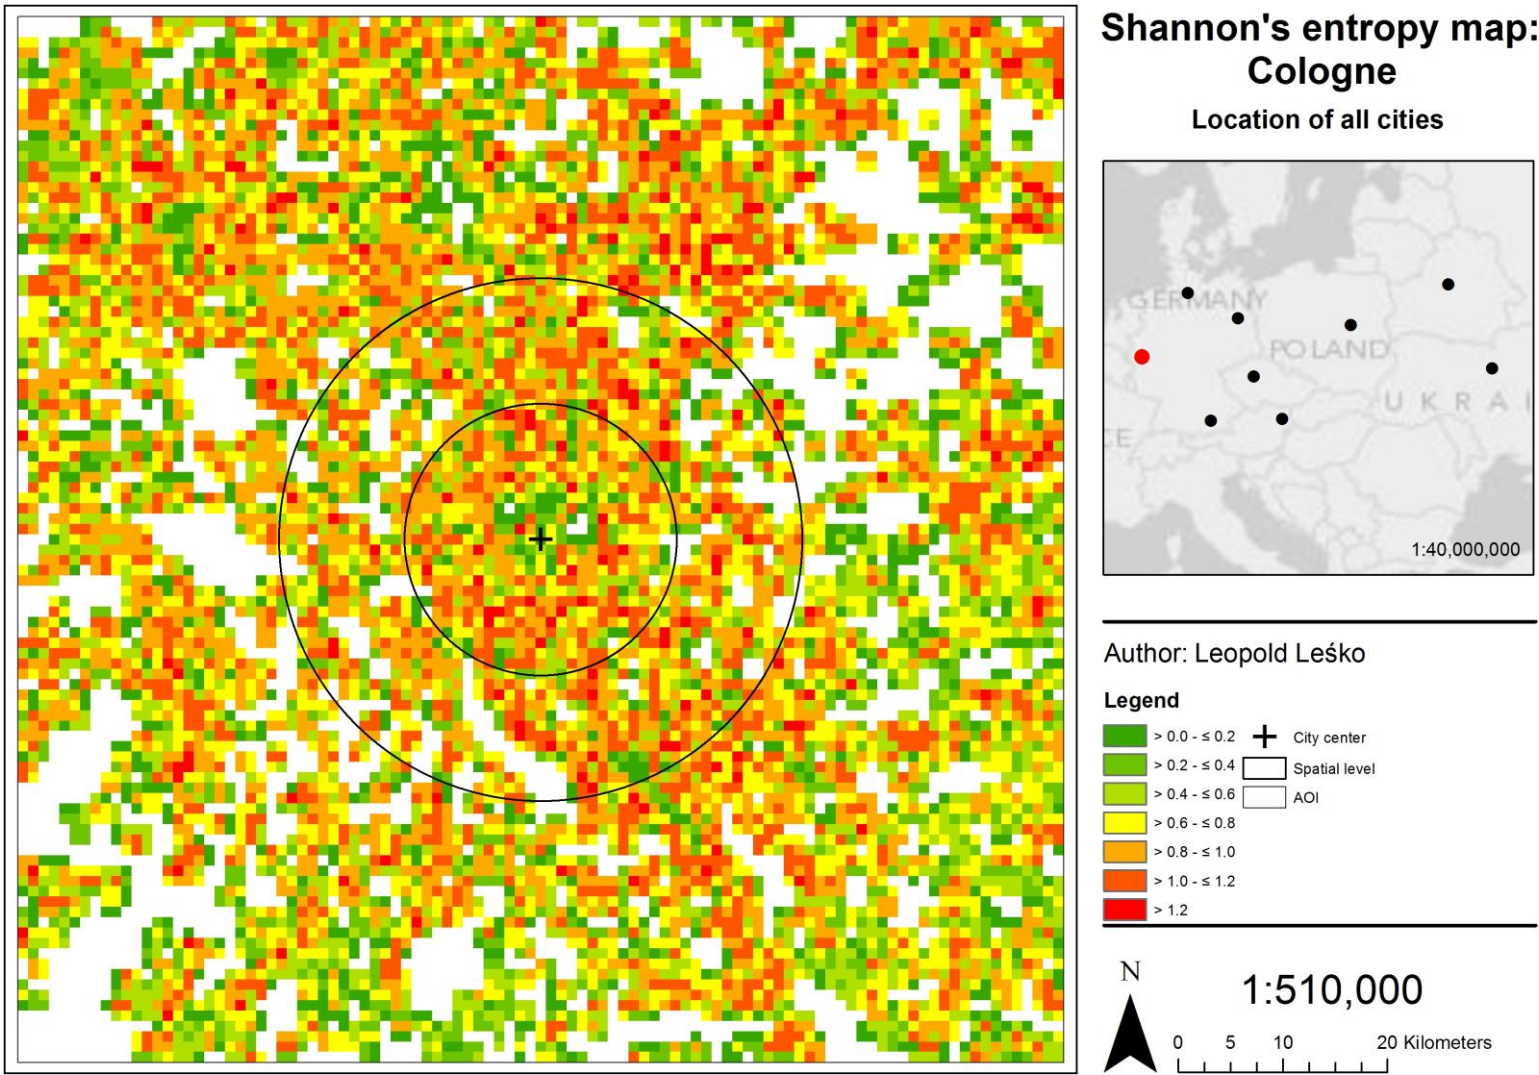 Shannon's entropy map:
Cologne
Location of all cities
GERMANY
POLAND
UKRAI
CE
1:40,000,000
Author: Leopold Leśko
Legend
> 0.0 - ≤ 0.2
City center
> 0.2 - ≤ 0.4
Spatial level
> 0.4 - ≤ 0.6
AOI
> 0.6 - ≤ 0.8
> 0.8 - ≤ 1.0
> 1.0 - ≤ 1.2
> 1.2
N
1:510,000
0 5 10 20 Kilometers